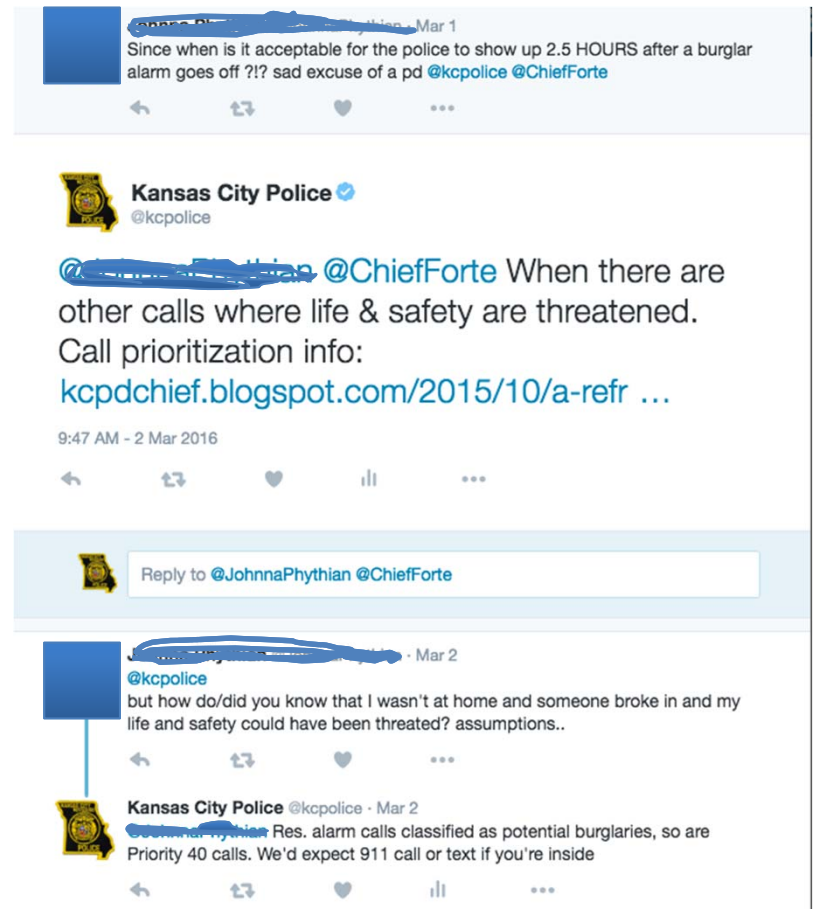 Mar 1
Since when is it acceptable for the police to show up 2.5 HOURS after a burglar
alarm goes off ?!? sad excuse of a pd @kcpolice @ChiefForte
Kansas City Police
@kcpolice
@ChiefForte When there are
other calls where life & safety are threatened.
Call prioritization info:
kcpdchief.blogspot.com/2015/10/a-refr ...
9:47 AM - 2 Mar 2016
Reply to @JohnnaPhythian @ChiefForte
· Mar 2
@kcpolice
but how do/did you know that I wasn't at home and someone broke in and my
life and safety could have been threated? assumptions..
Kansas City Police @kcpolice · Mar 2
Res. alarm calls classified as potential burglaries, so are
Priority 40 calls. We'd expect 911 call or text if you're inside